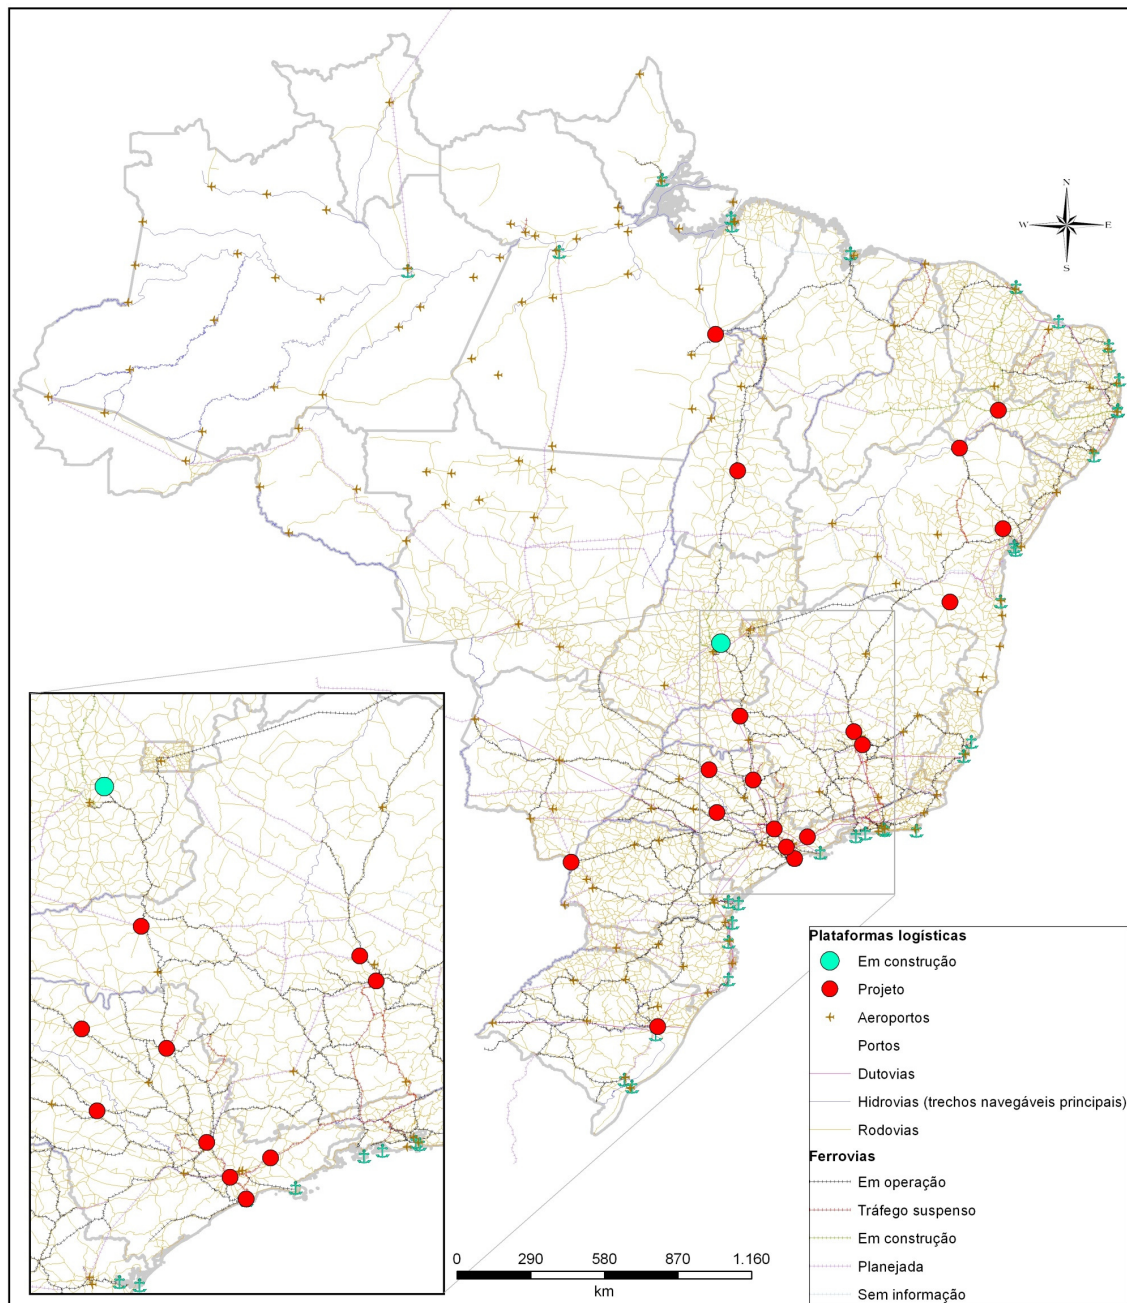 N
W E
S
Plataformas logísticas
Em construção
Projeto
Aeroportos
Portos
Dutovias
Hidrovias (trechos navegáveis principais)
Rodovias
Ferrovias
Em operação
Tráfego suspenso
Em construção
Planejada
Sem informação
0 290 580 870 1.160
km